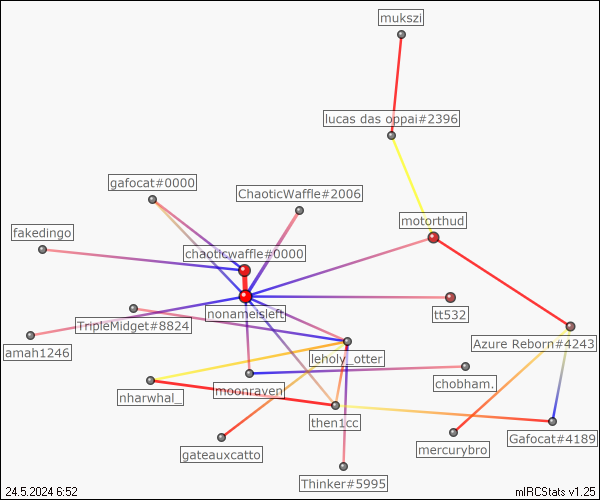 mukszi
lucas das oppai#2396
gafocat#0000
ChaoticWaffle#2006
motorthud
fakedingo
chaoticwaffle#0000
nonameisleft
tt532
TripleMidget#8824
amah1246
leholy_otter
Azure Reborn#4243
moonraven
chobham.
nharwhal_
then1cc
Gafocat#4189
gateauxcatto
mercurybro
Thinker#5995
24.5.2024 6:52
mIRCStats v1.25